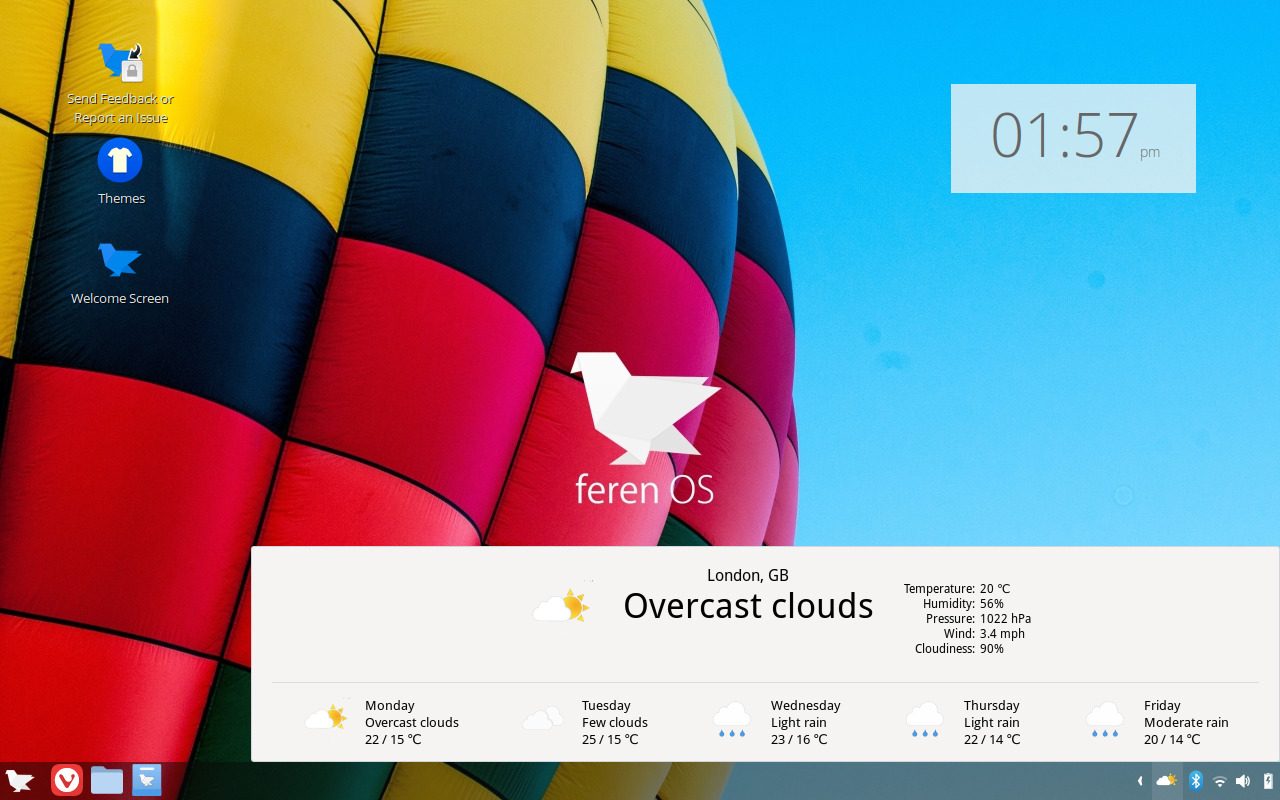 Send Feedback or
Report an Issue
Themes
Welcome Screen
01:57 pm
feren OS
London, GB
Overcast clouds
Temperature: 20 ℃
Humidity: 56%
Pressure: 1022 hPa
Wind: 3.4 mph
Cloudiness: 90%
Monday
Overcast clouds
22 / 15 ℃
Tuesday
Few clouds
25 / 15 ℃
Wednesday
Light rain
23 / 16 ℃
Thursday
Light rain
22 / 14 ℃
Friday
Moderate rain
20 / 14 ℃